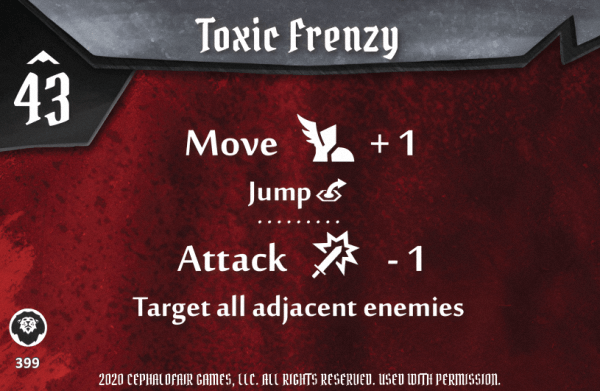 Toxic Frenzy
43
Move + 1
Jump
Attack - 1
Target all adjacent enemies
399
2020 CEPHALOFAIR GAMES, LLC. ALL RIGHTS RESERVED. USED WITH PERMISSION.